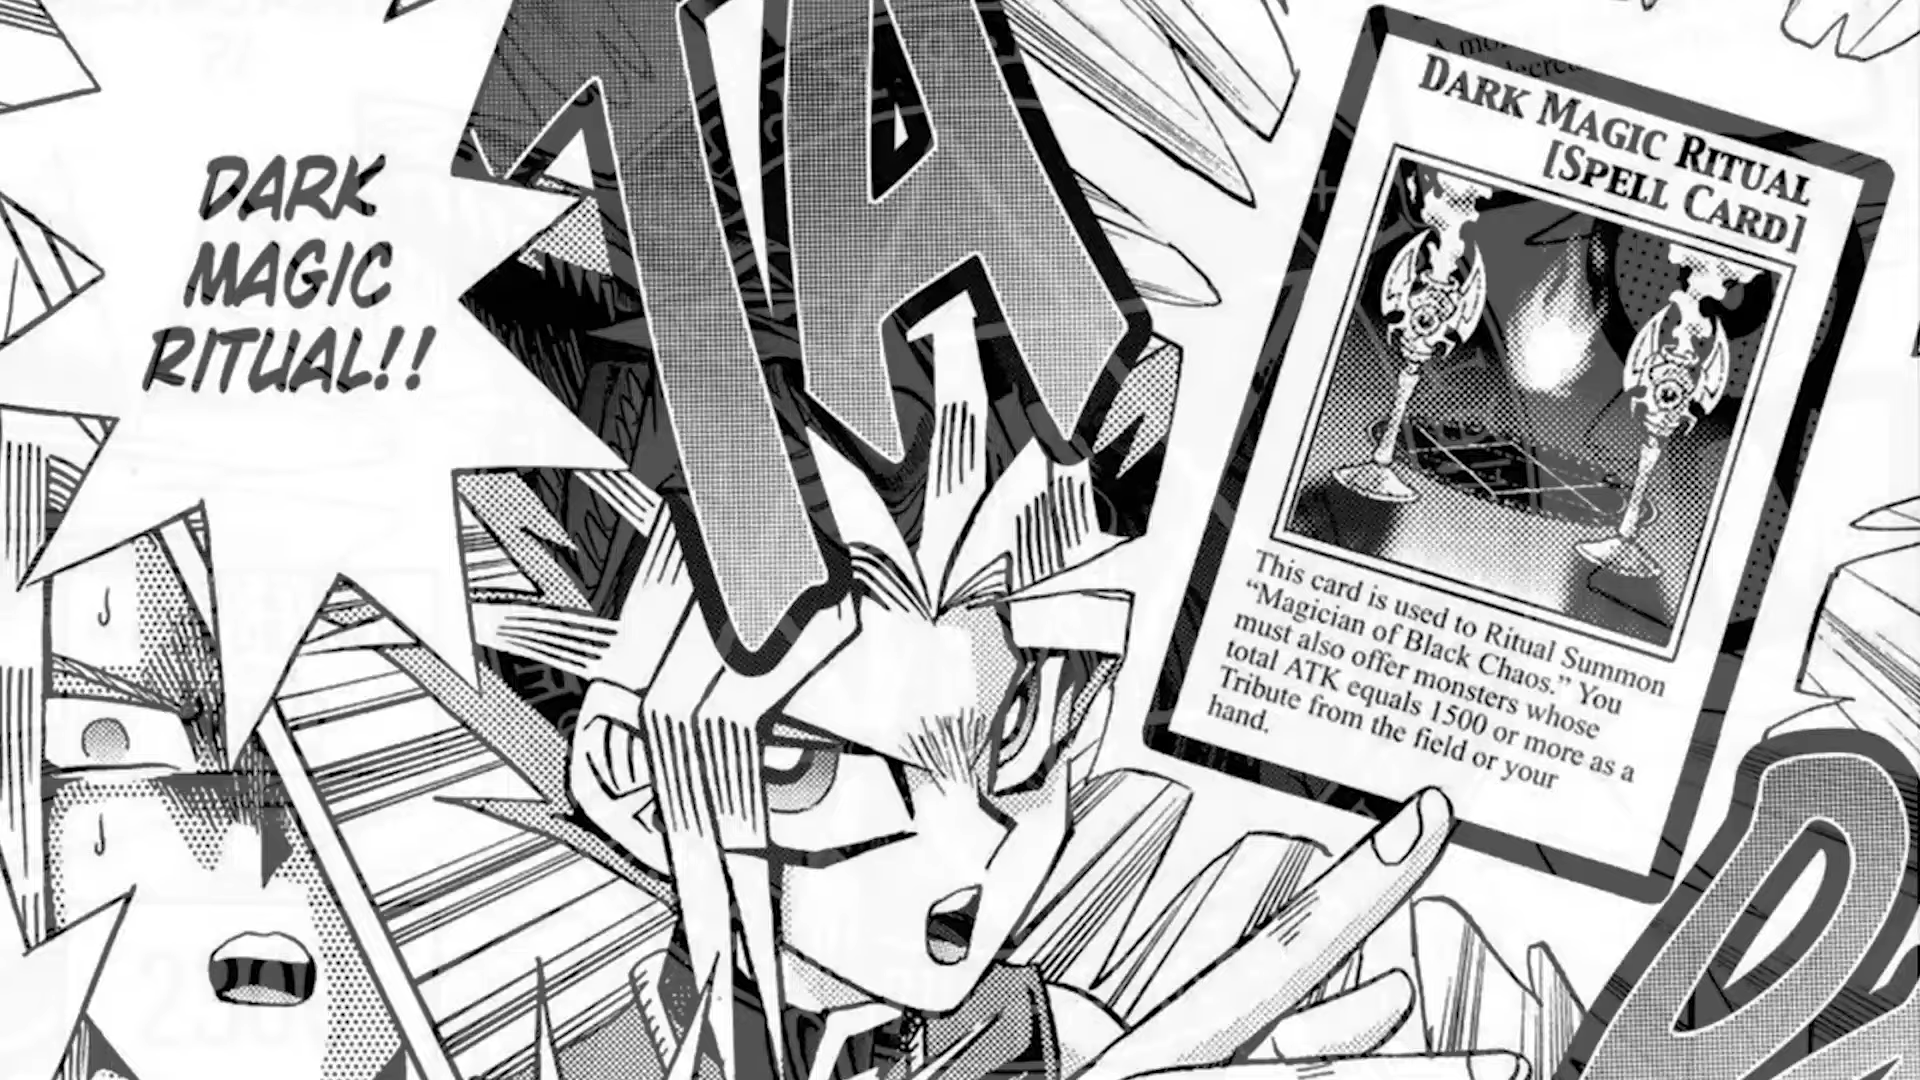 DARK
MAGIC
RITUAL!!
DARK MAGIC RITUAL
[SPELL CARD]
This card is used to Ritual Summon
“Magician of Black Chaos.” You
must also offer monsters whose
total ATK equals 1500 or more as a
Tribute from the field or your
hand.